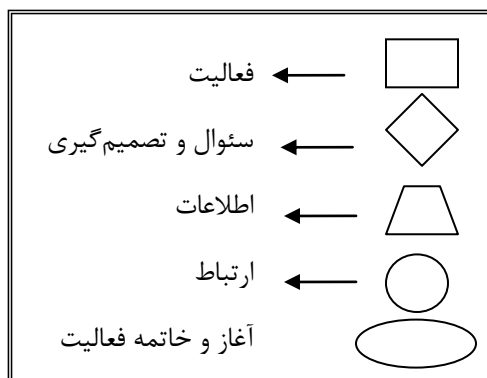 فعالیت
سئوال و تصمیم‌گیری
اطلاعات
ارتباط
آغاز و خاتمه فعالیت